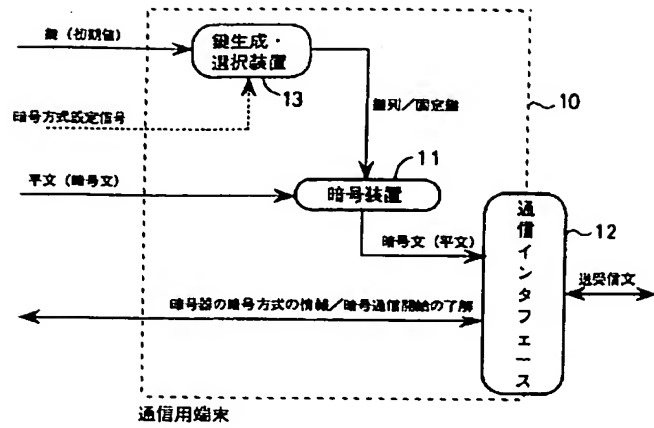 鍵(初期値)
鍵生成・
選択装置
13
暗号方式設定信号
鍵列/固定鍵
10
11
平文(暗号文)
暗号装置
暗号文(平文)
通信インタフェース
12
送受信文
暗号器の暗号方式の情報/暗号通信開始の了解
通信用端末